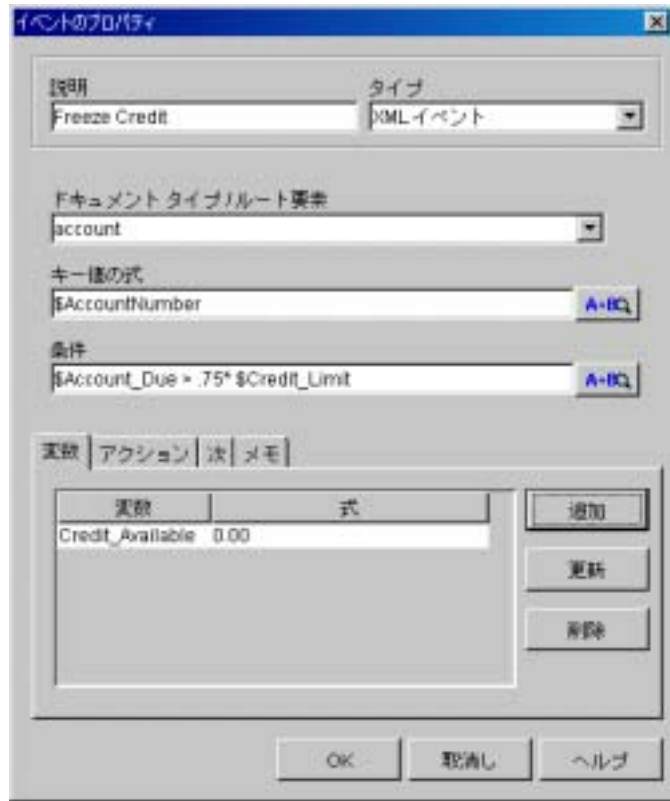 イベントのプロパティ
説明 タイプ
Freeze Credit XMLイベント
ドキュメント タイプ/ルート要素
account
キー値の式
$AccountNumber A+B
条件
$Account_Due > .75* $Credit_Limit A+B
変数 アクション 次 メモ
変数 式
Credit_Available 0.00
追加
更新
削除
OK 取消し ヘルプ